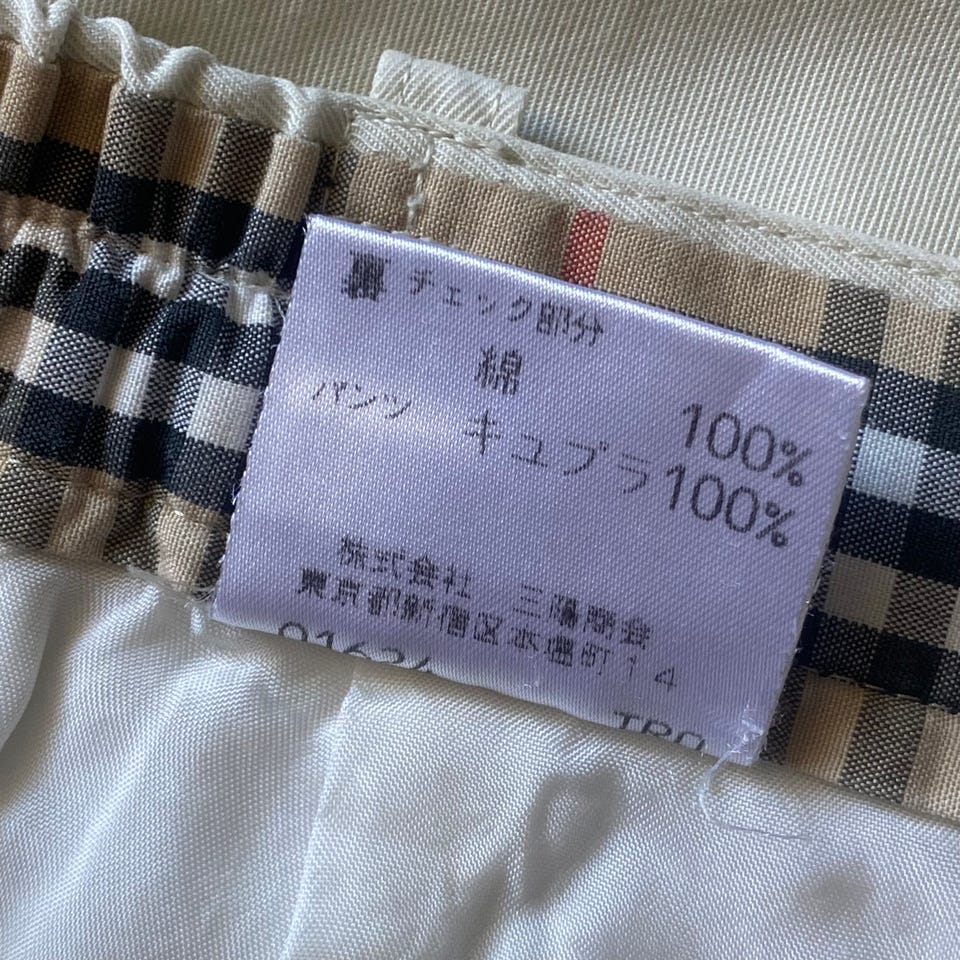 裏 チェック部分
綿 100%
パンツ キュプラ 100%
株式会社 三陽商会
東京都新宿区本塩町14